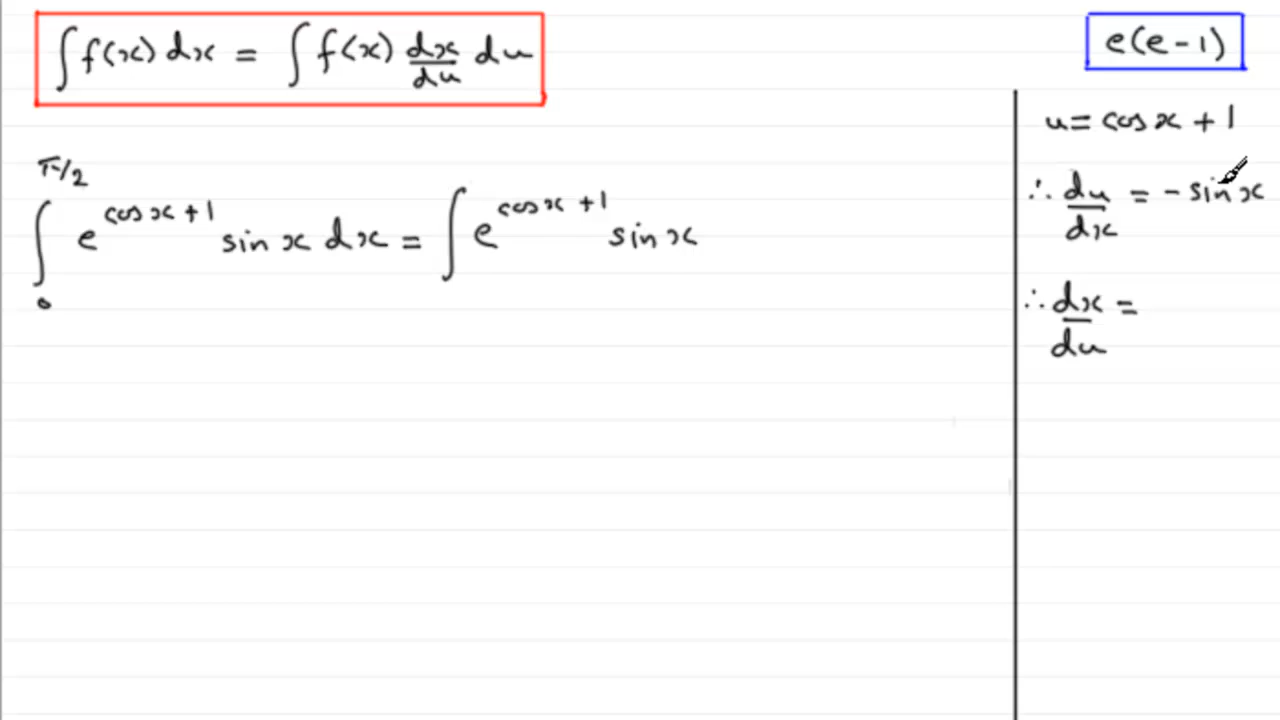 ∫ f(x) dx = ∫ f(x) dx/du du
e(e-1)
u = cos x + 1
∴ du/dx = - sin x
π/2
∫ e^(cos x + 1) sin x dx = ∫ e^(cos x + 1) sin x
0
∴ dx/du =